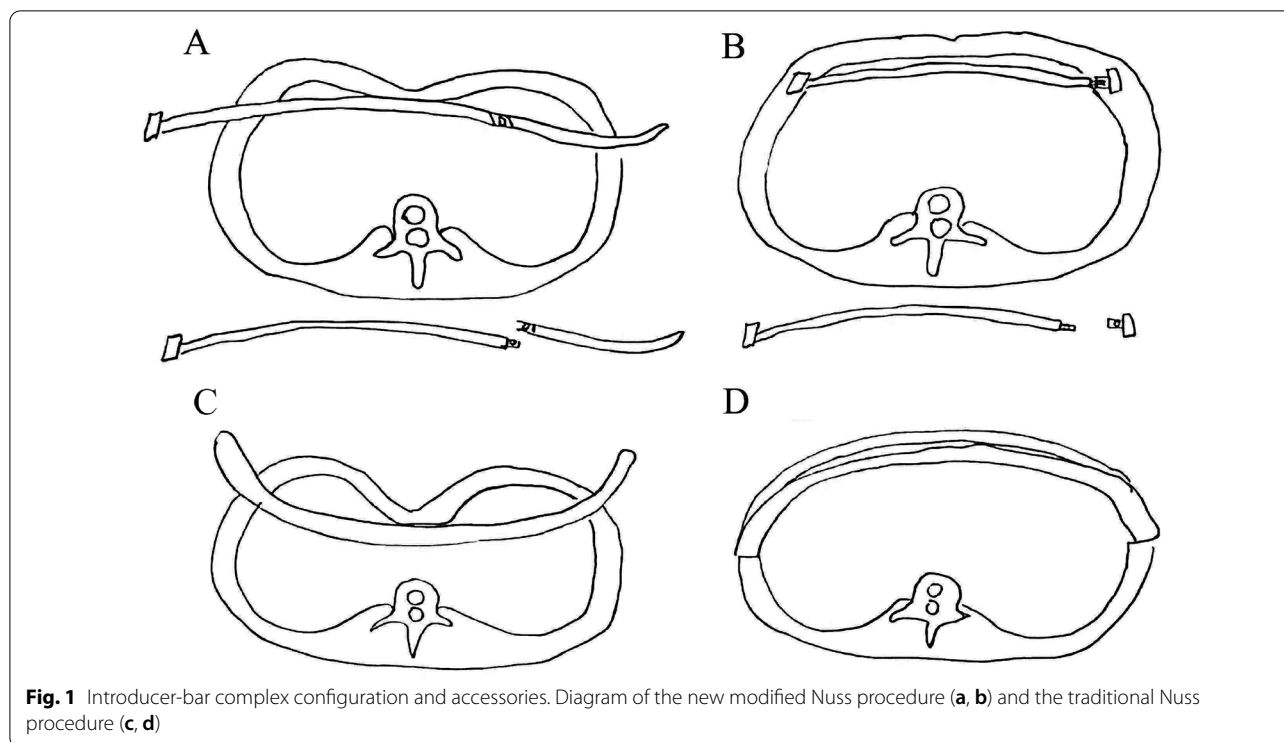 A
B
C
D
Fig. 1 Introducer-bar complex configuration and accessories. Diagram of the new modified Nuss procedure (a, b) and the traditional Nuss
procedure (c, d)